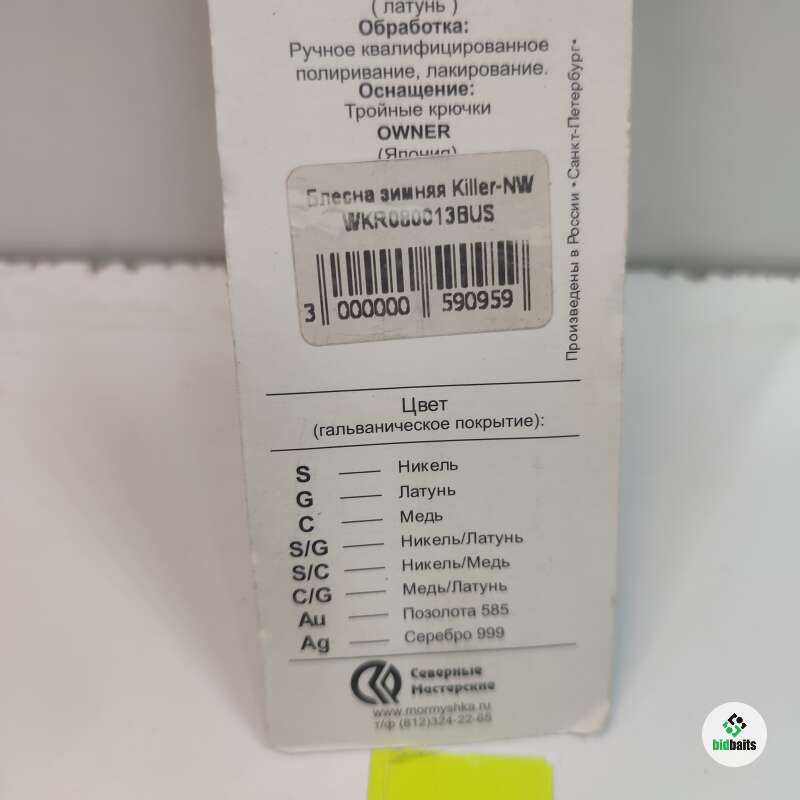 ( латунь )
Обработка:
Ручное квалифицированное
полиривание, лакирование.
Оснащение:
Тройные крючки
OWNER
(Япония)
Произведены в России • Санкт-Петербург •
Блесна зимняя Killer-NW
WKR080013BUS
3 000000 590959
Цвет
(гальваническое покрытие):
S — Никель
G — Латунь
C — Медь
S/G — Никель/Латунь
S/C — Никель/Медь
C/G — Медь/Латунь
Au — Позолота 585
Ag — Серебро 999
Северные
Мастерские
www.mormyshka.ru
т/ф (812)324-22-65
bidbaits